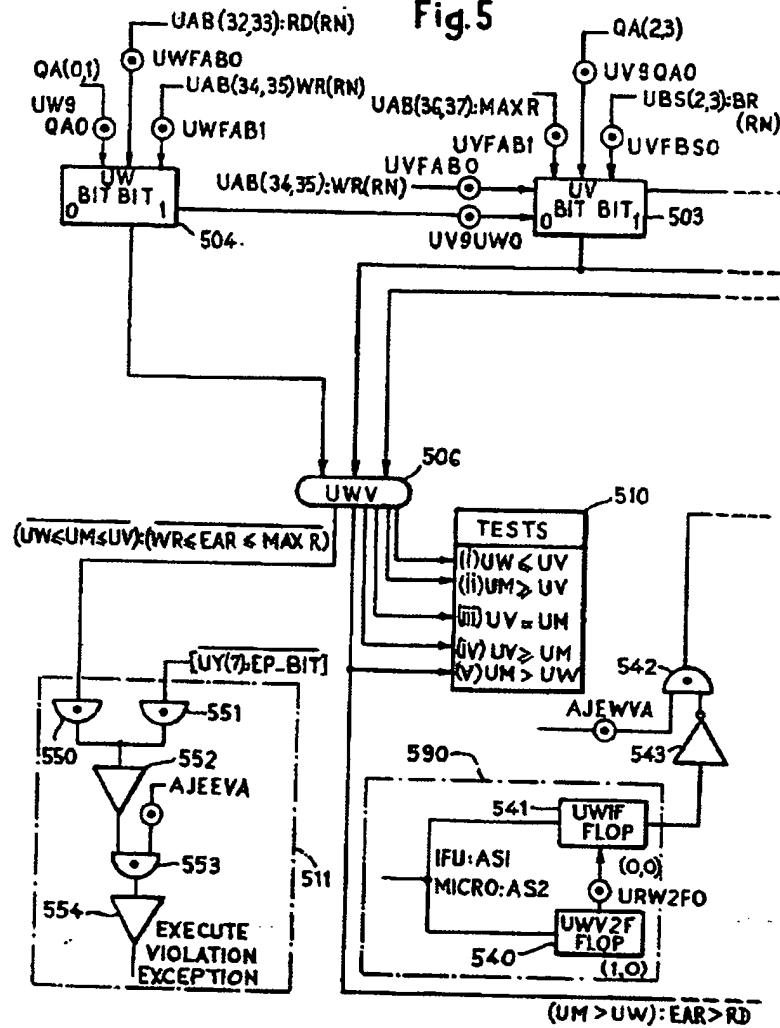 Fig.5
UAB(32,33):RD(RN)
QA(2,3)
QA(0,1)
UWFAB0
UV9QA0
UW9
QA0
UAB(34,35)WR(RN)
UAB(36,37):MAXR
UBS(2,3):BR
(RN)
UWFAB1
UVFAB1
UVFBS0
UVFAB0
UW
BIT BIT
0 1
UAB(34,35):WR(RN)
UV
BIT BIT
0 1
503
504.
UV9UW0
506
UWV
510
(UW≤UM≤UV):(WR≤EAR≤MAX R)
TESTS
(i)UW≤UV
(ii)UM≥UV
(iii)UV=UM
(iv)UV≥UM
(v)UM>UW
[UY(7):EP_BIT]
542
550
551
AJEWVA
543
552
590
AJEEVA
541
UW1F
FLOP
553
511
IFU:AS1
MICRO:AS2
(0,0)
URW2F0
554
EXECUTE
VIOLATION
EXCEPTION
UWV2F
FLOP
540
(1,0)
(UM>UW):EAR>RD